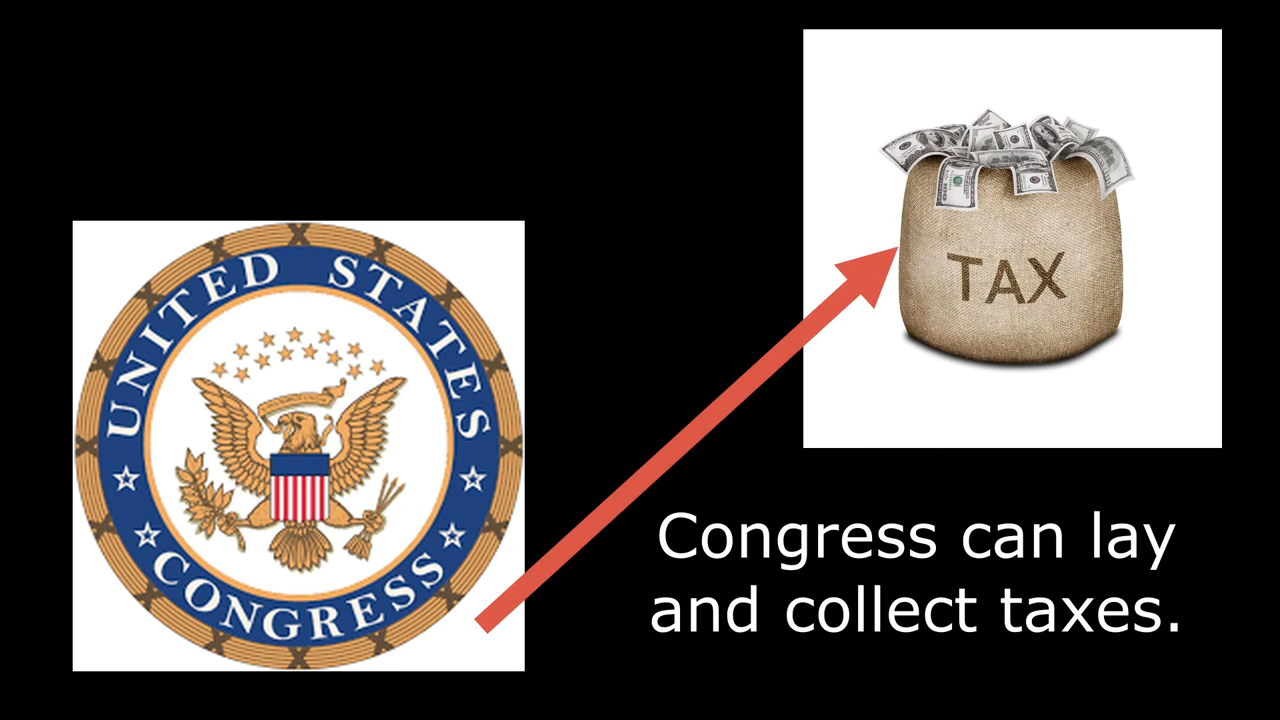 UNITED STATES
CONGRESS
TAX
Congress can lay
and collect taxes.